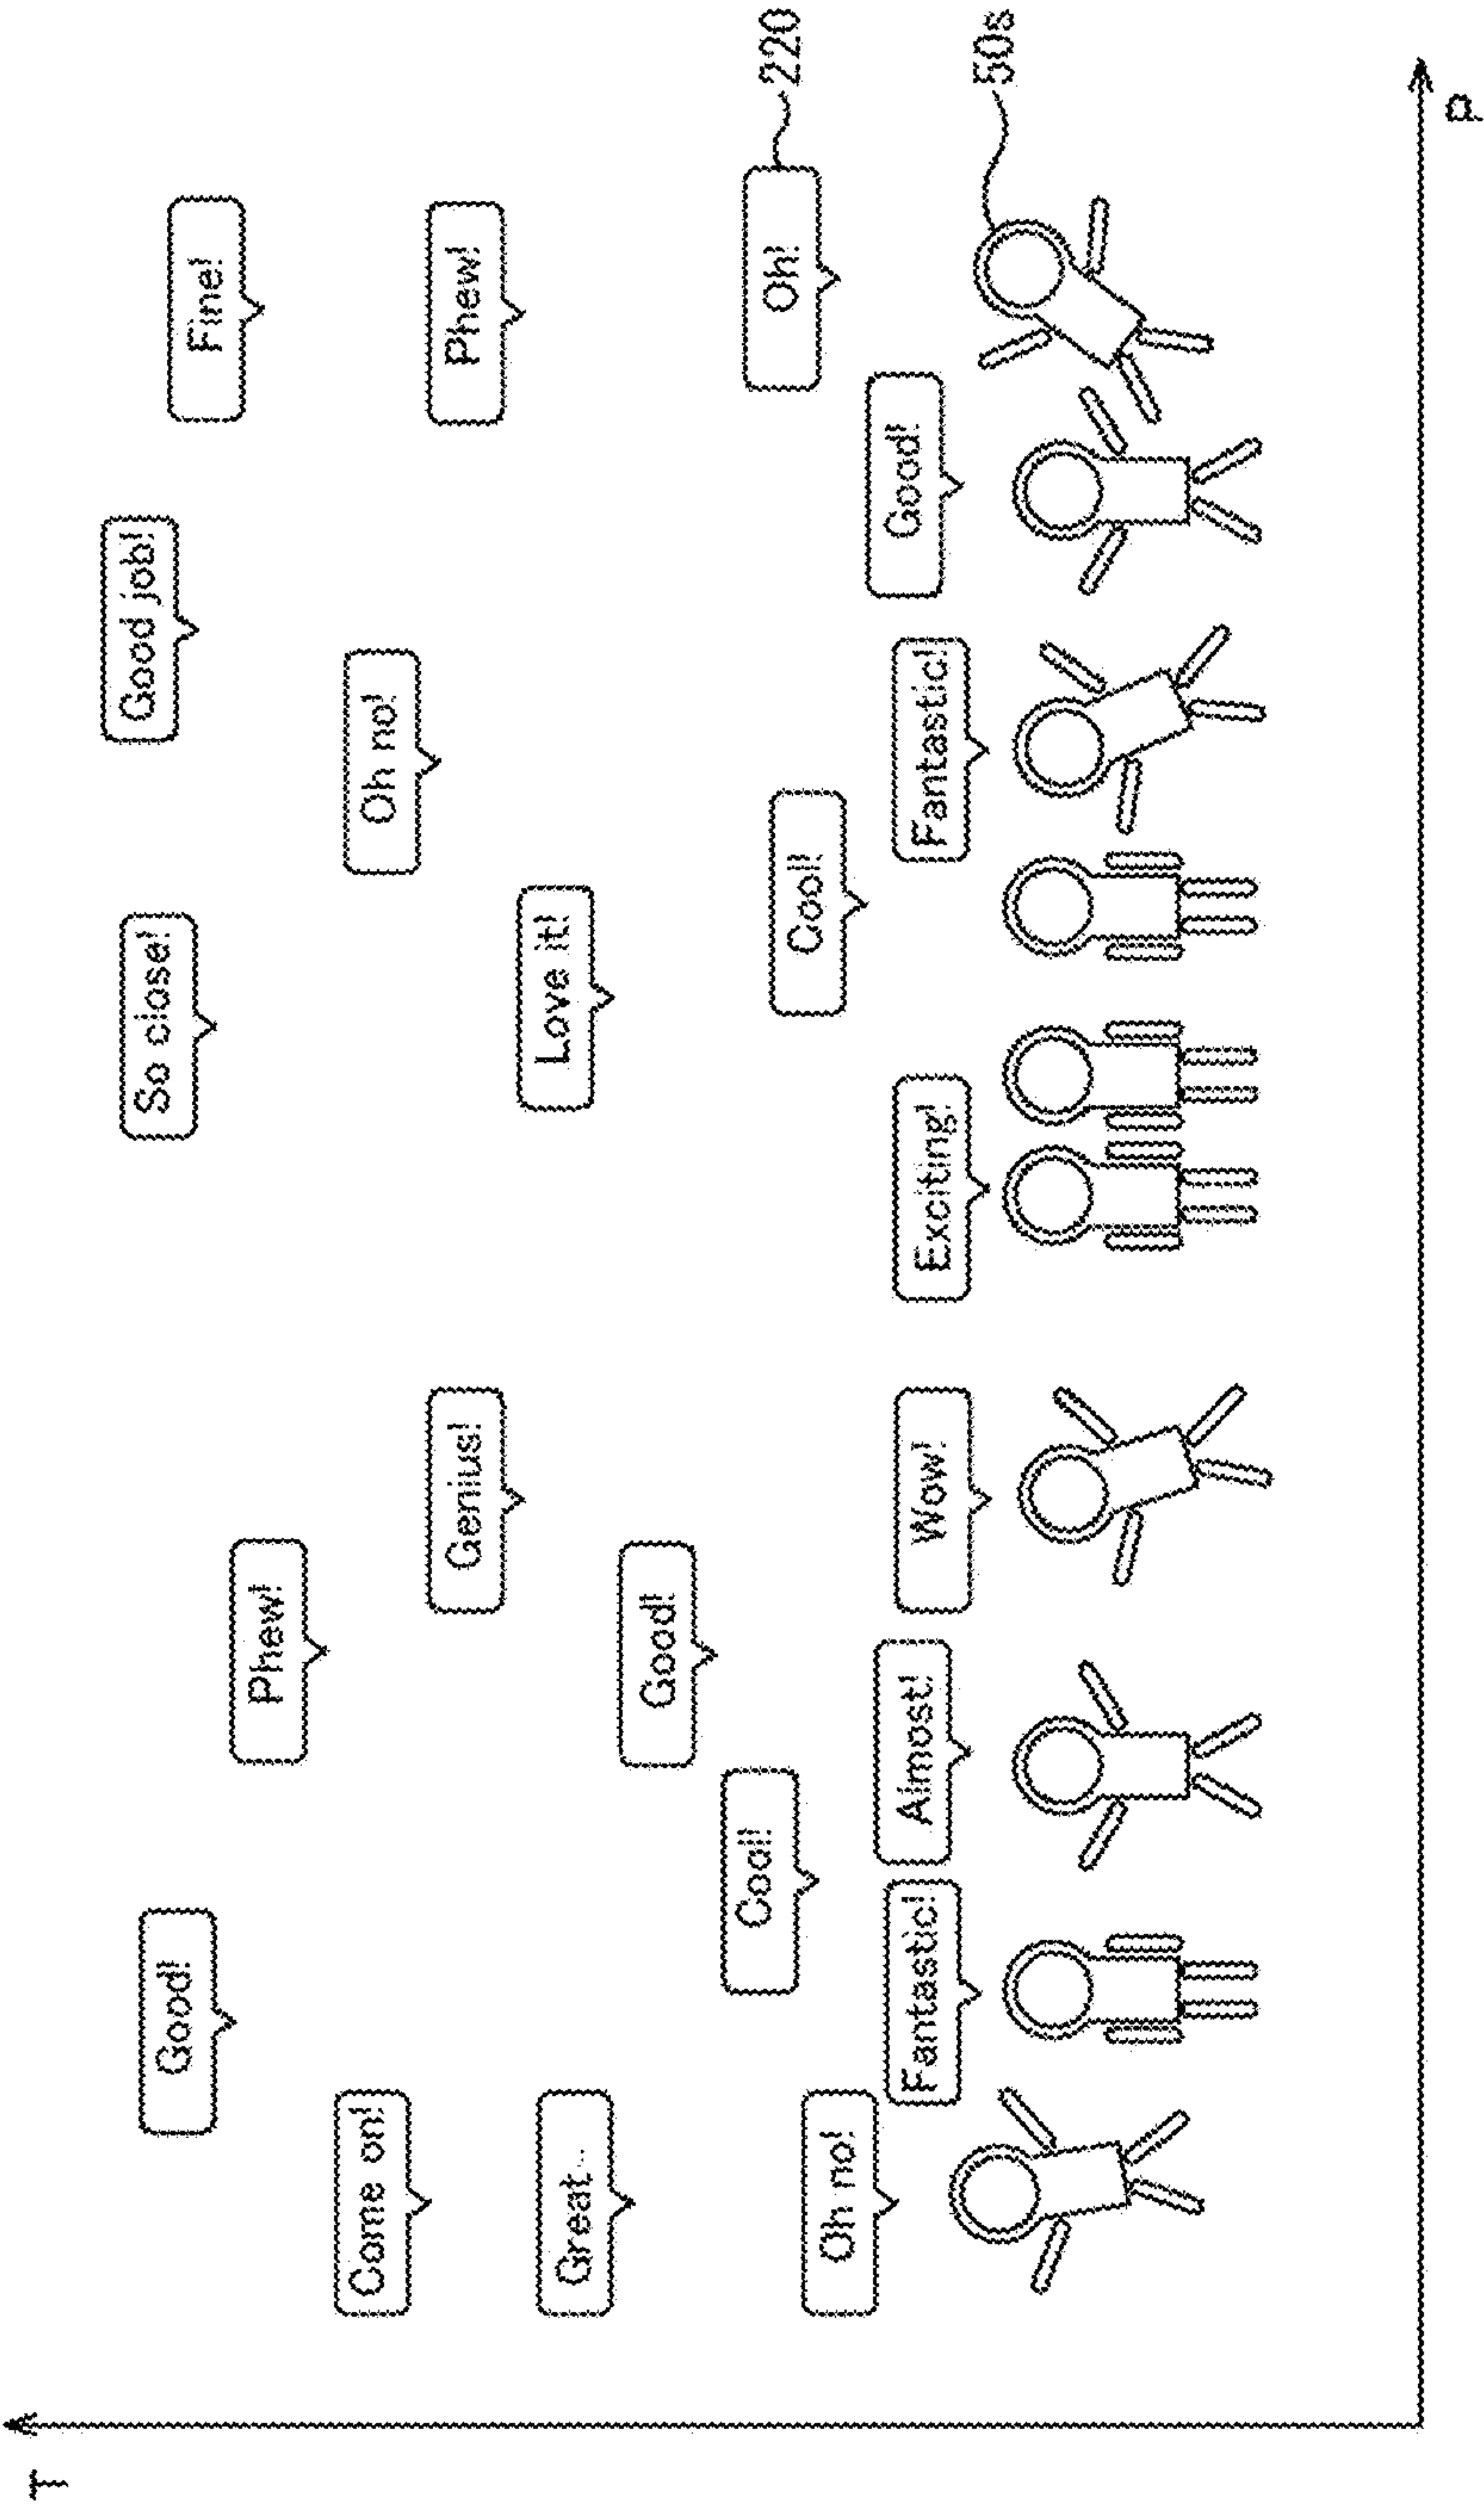 T
Good!
So close!
Good job!
Fine!
Phew!
Come on!
Oh no!
Genius!
Phew!
Great..
Love it!
Good!
Cool!
Cool!
Oh!
220
Oh no!
Fantastic!
Almost!
Wow!
Exciting!
Fantastic!
Good!
50s
P